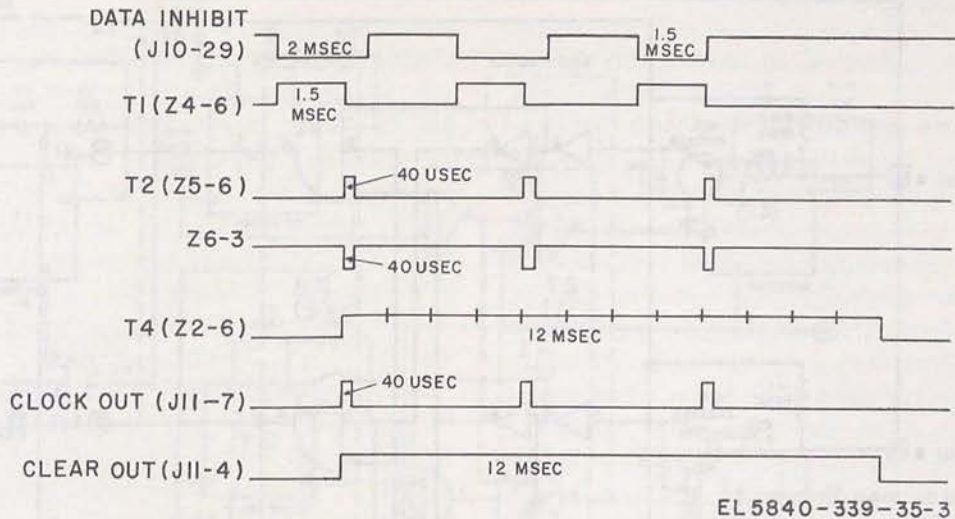 DATA INHIBIT
(J10-29)
2 MSEC
1.5
MSEC
T1(Z4-6)
1.5
MSEC
T2(Z5-6)
40 USEC
Z6-3
40 USEC
T4(Z2-6)
12 MSEC
CLOCK OUT (J11-7)
40 USEC
CLEAR OUT(J11-4)
12 MSEC
EL5840-339-35-3